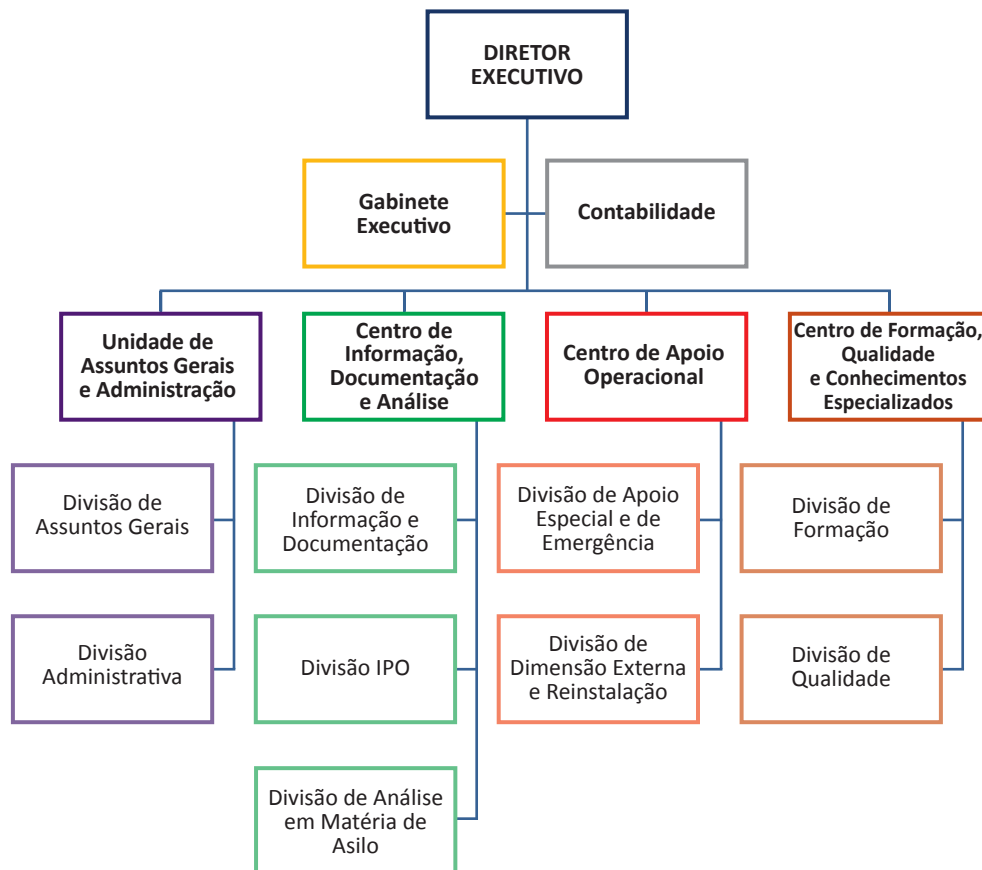 DIRETOR
EXECUTIVO
Gabinete
Executivo
Contabilidade
Unidade de
Assuntos Gerais
e Administração
Centro de
Informação,
Documentação
e Análise
Centro de Apoio
Operacional
Centro de Formação,
Qualidade
e Conhecimentos
Especializados
Divisão de
Assuntos Gerais
Divisão de
Informação e
Documentação
Divisão de Apoio
Especial e de
Emergência
Divisão de
Formação
Divisão
Administrativa
Divisão IPO
Divisão de
Dimensão Externa
e Reinstalação
Divisão de
Qualidade
Divisão de Análise
em Matéria de
Asilo